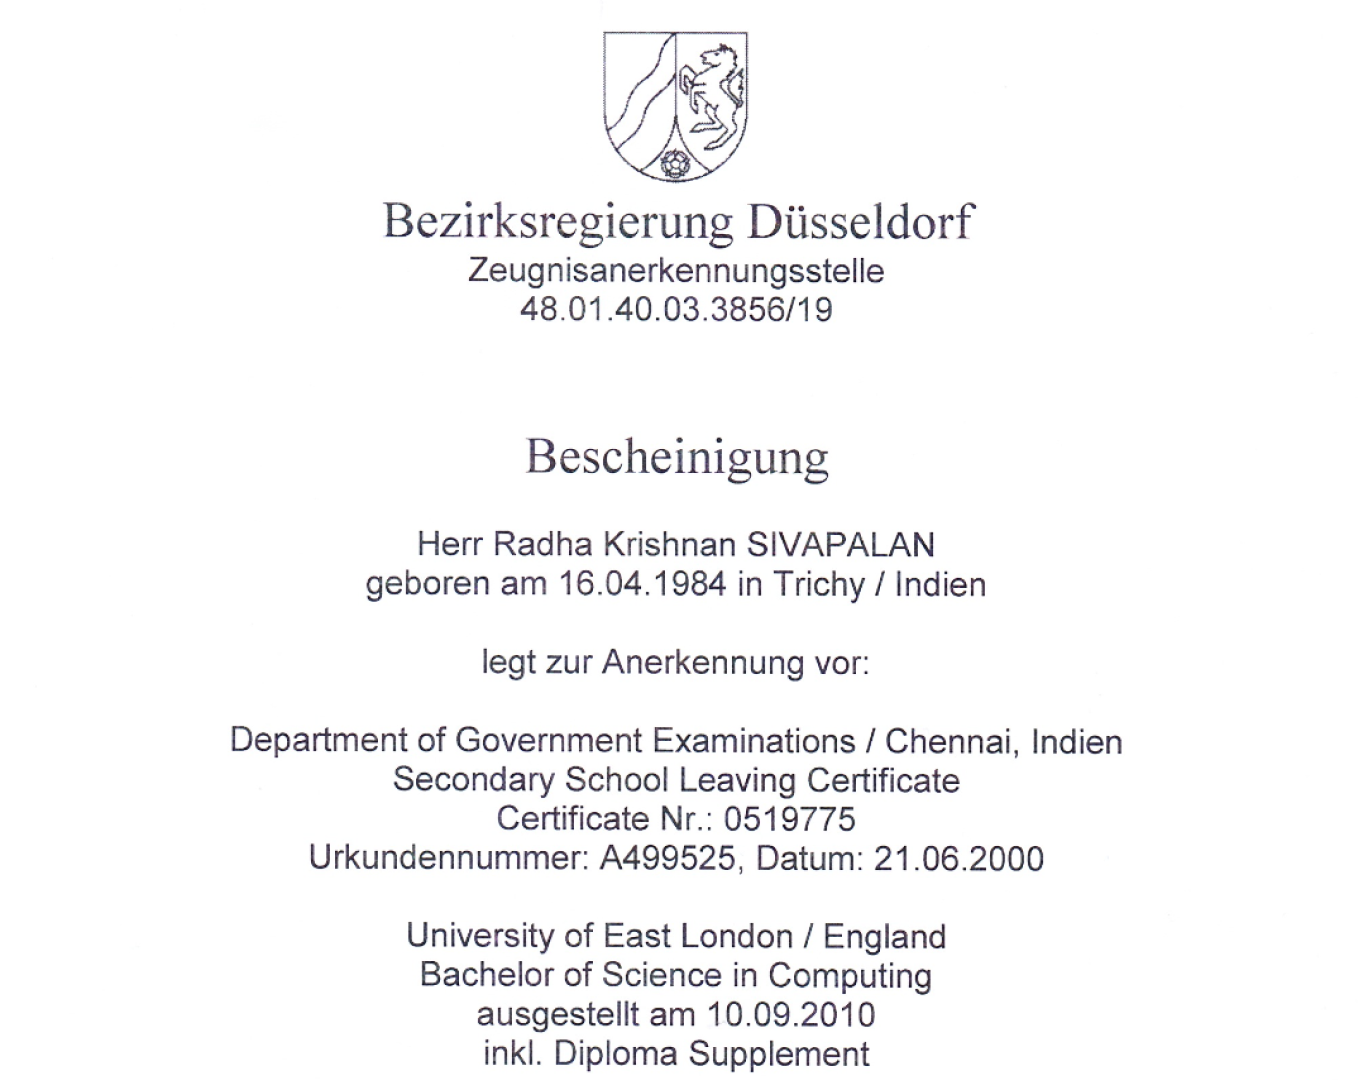 Bezirksregierung Düsseldorf
Zeugnisanerkennungsstelle
48.01.40.03.3856/19
Bescheinigung
Herr Radha Krishnan SIVAPALAN
geboren am 16.04.1984 in Trichy / Indien
legt zur Anerkennung vor:
Department of Government Examinations / Chennai, Indien
Secondary School Leaving Certificate
Certificate Nr.: 0519775
Urkundennummer: A499525, Datum: 21.06.2000
University of East London / England
Bachelor of Science in Computing
ausgestellt am 10.09.2010
inkl. Diploma Supplement